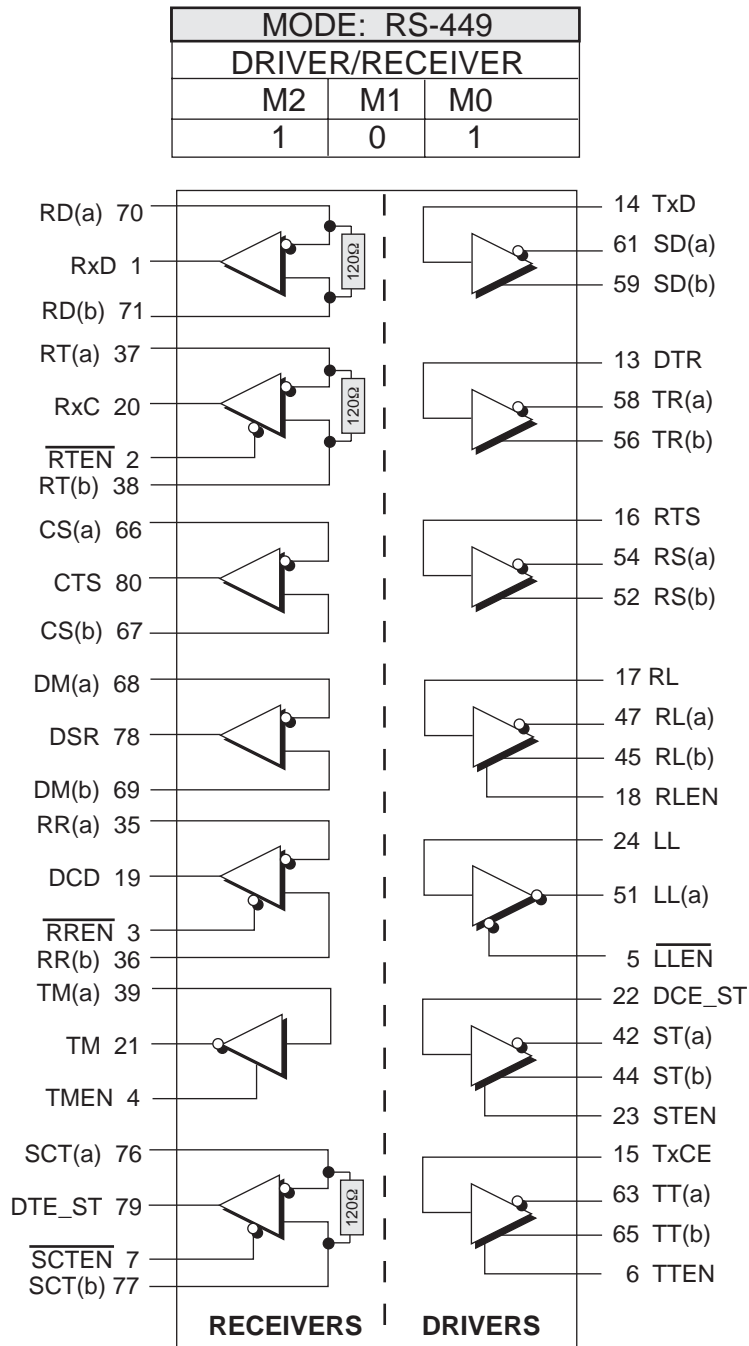 MODE: RS-449
DRIVER/RECEIVER
M2 M1 M0
1 0 1
RD(a) 70
RxD 1
RD(b) 71
120Ω
RT(a) 37
RxC 20
RTEN 2
RT(b) 38
120Ω
CS(a) 66
CTS 80
CS(b) 67
DM(a) 68
DSR 78
DM(b) 69
RR(a) 35
DCD 19
RREN 3
RR(b) 36
TM(a) 39
TM 21
TMEN 4
SCT(a) 76
DTE_ST 79
SCTEN 7
SCT(b) 77
120Ω
RECEIVERS
14 TxD
61 SD(a)
59 SD(b)
13 DTR
58 TR(a)
56 TR(b)
16 RTS
54 RS(a)
52 RS(b)
17 RL
47 RL(a)
45 RL(b)
18 RLEN
24 LL
51 LL(a)
5 LLEN
22 DCE_ST
42 ST(a)
44 ST(b)
23 STEN
15 TxCE
63 TT(a)
65 TT(b)
6 TTEN
DRIVERS